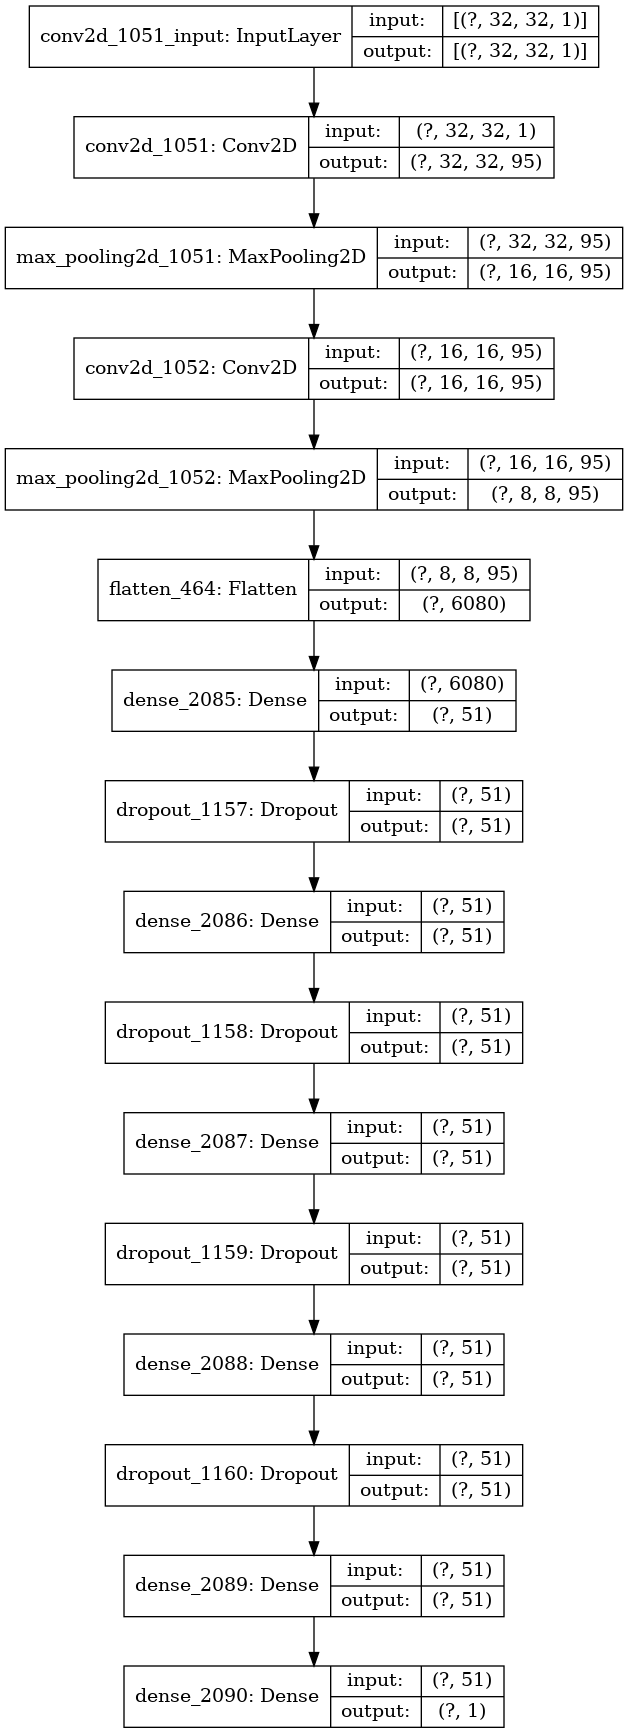 conv2d_1051_input: InputLayer
input:
[(?, 32, 32, 1)]
output:
[(?, 32, 32, 1)]
conv2d_1051: Conv2D
input:
(?, 32, 32, 1)
output:
(?, 32, 32, 95)
max_pooling2d_1051: MaxPooling2D
input:
(?, 32, 32, 95)
output:
(?, 16, 16, 95)
conv2d_1052: Conv2D
input:
(?, 16, 16, 95)
output:
(?, 16, 16, 95)
max_pooling2d_1052: MaxPooling2D
input:
(?, 16, 16, 95)
output:
(?, 8, 8, 95)
flatten_464: Flatten
input:
(?, 8, 8, 95)
output:
(?, 6080)
dense_2085: Dense
input:
(?, 6080)
output:
(?, 51)
dropout_1157: Dropout
input:
(?, 51)
output:
(?, 51)
dense_2086: Dense
input:
(?, 51)
output:
(?, 51)
dropout_1158: Dropout
input:
(?, 51)
output:
(?, 51)
dense_2087: Dense
input:
(?, 51)
output:
(?, 51)
dropout_1159: Dropout
input:
(?, 51)
output:
(?, 51)
dense_2088: Dense
input:
(?, 51)
output:
(?, 51)
dropout_1160: Dropout
input:
(?, 51)
output:
(?, 51)
dense_2089: Dense
input:
(?, 51)
output:
(?, 51)
dense_2090: Dense
input:
(?, 51)
output:
(?, 1)